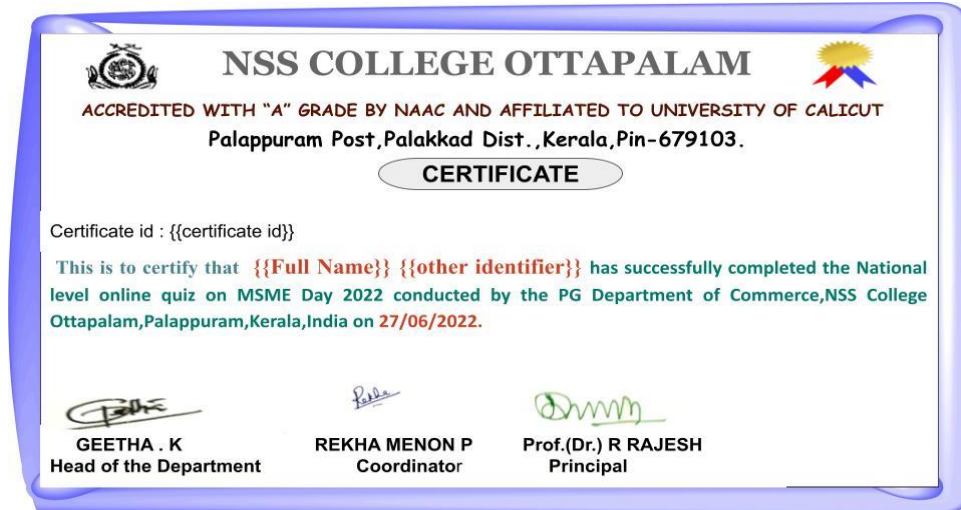 NSS COLLEGE OTTAPALAM
ACCREDITED WITH "A" GRADE BY NAAC AND AFFILIATED TO UNIVERSITY OF CALICUT
Palappuram Post,Palakkad Dist.,Kerala,Pin-679103.
CERTIFICATE
Certificate id : {{certificate id}}
This is to certify that {{Full Name}} {{other identifier}} has successfully completed the National
level online quiz on MSME Day 2022 conducted by the PG Department of Commerce,NSS College
Ottapalam,Palappuram,Kerala,India on 27/06/2022.
Rekha
GEETHA . K REKHA MENON P Prof.(Dr.) R RAJESH
Head of the Department Coordinator Principal